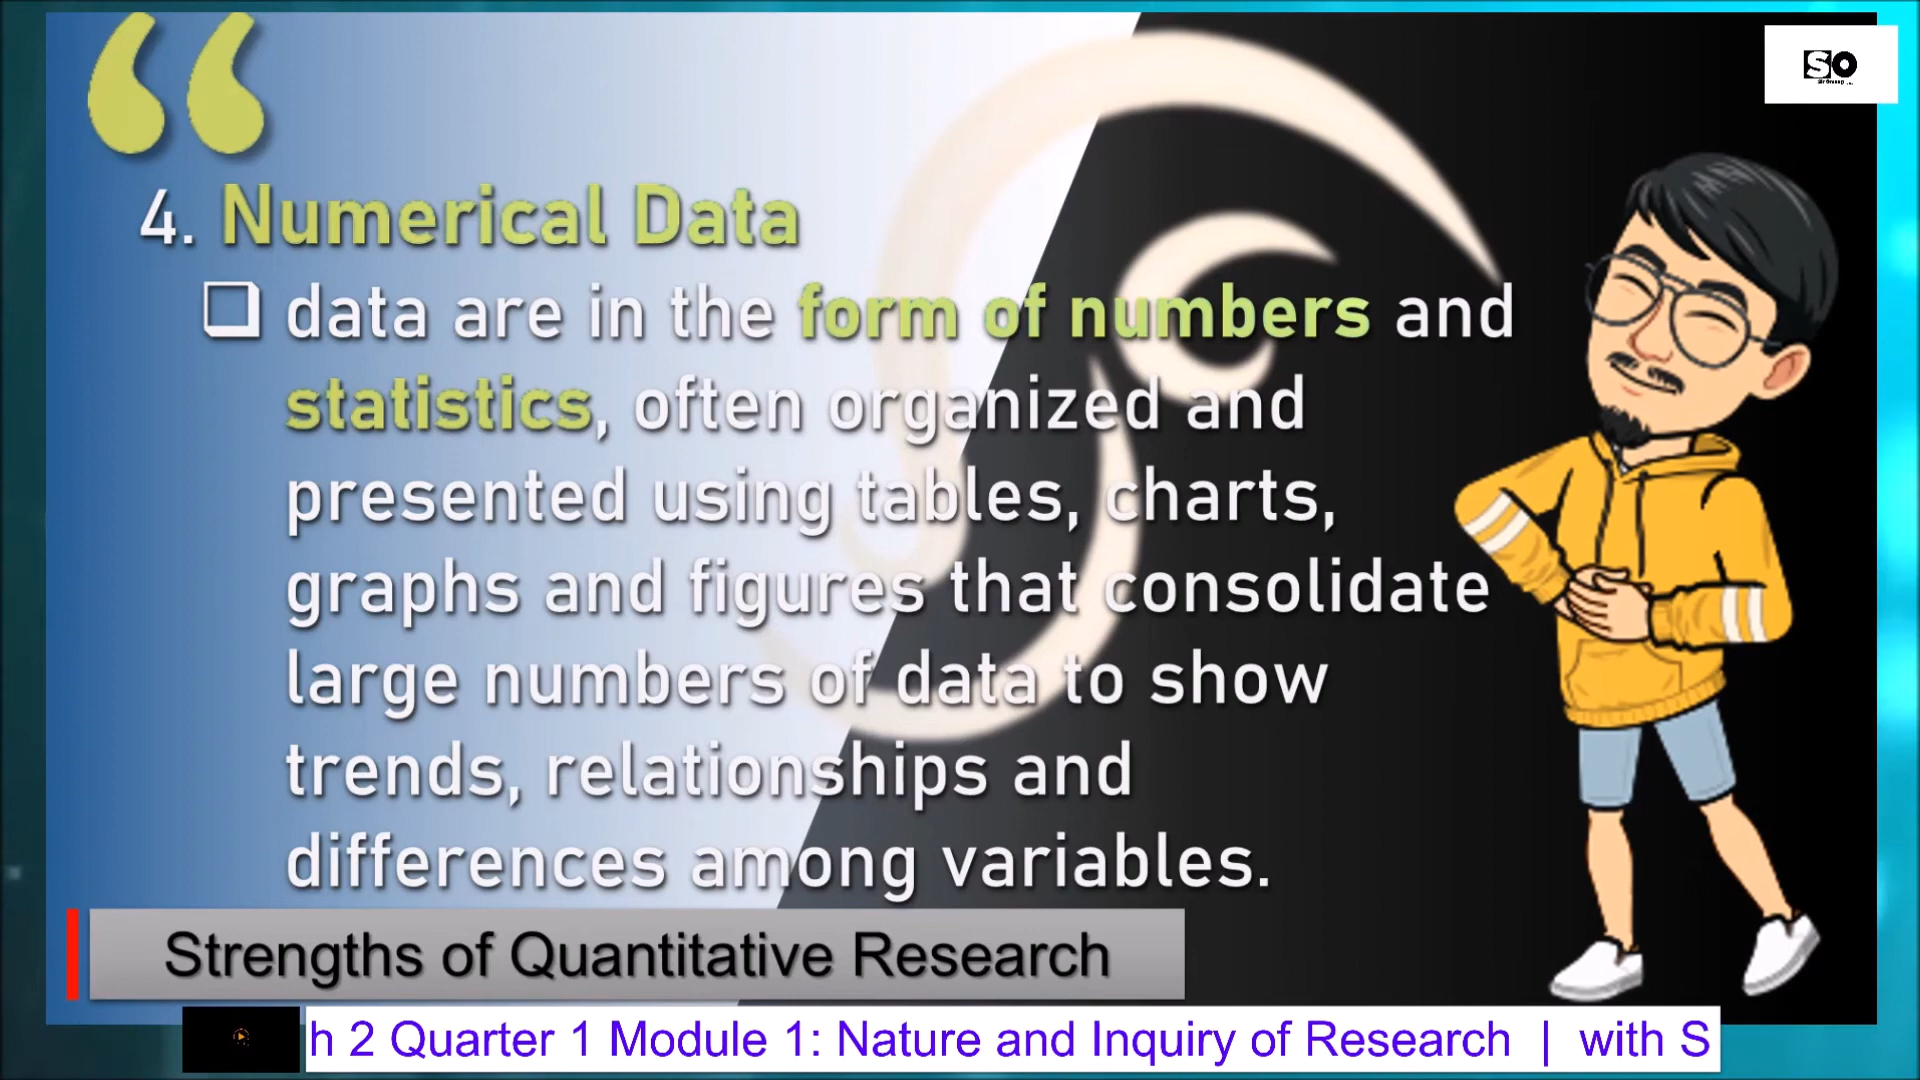 SO
4. Numerical Data
❑ data are in the form of numbers and
statistics, often organized and
presented using tables, charts,
graphs and figures that consolidate
large numbers of data to show
trends, relationships and
differences among variables.
Strengths of Quantitative Research
h 2 Quarter 1 Module 1: Nature and Inquiry of Research | with S